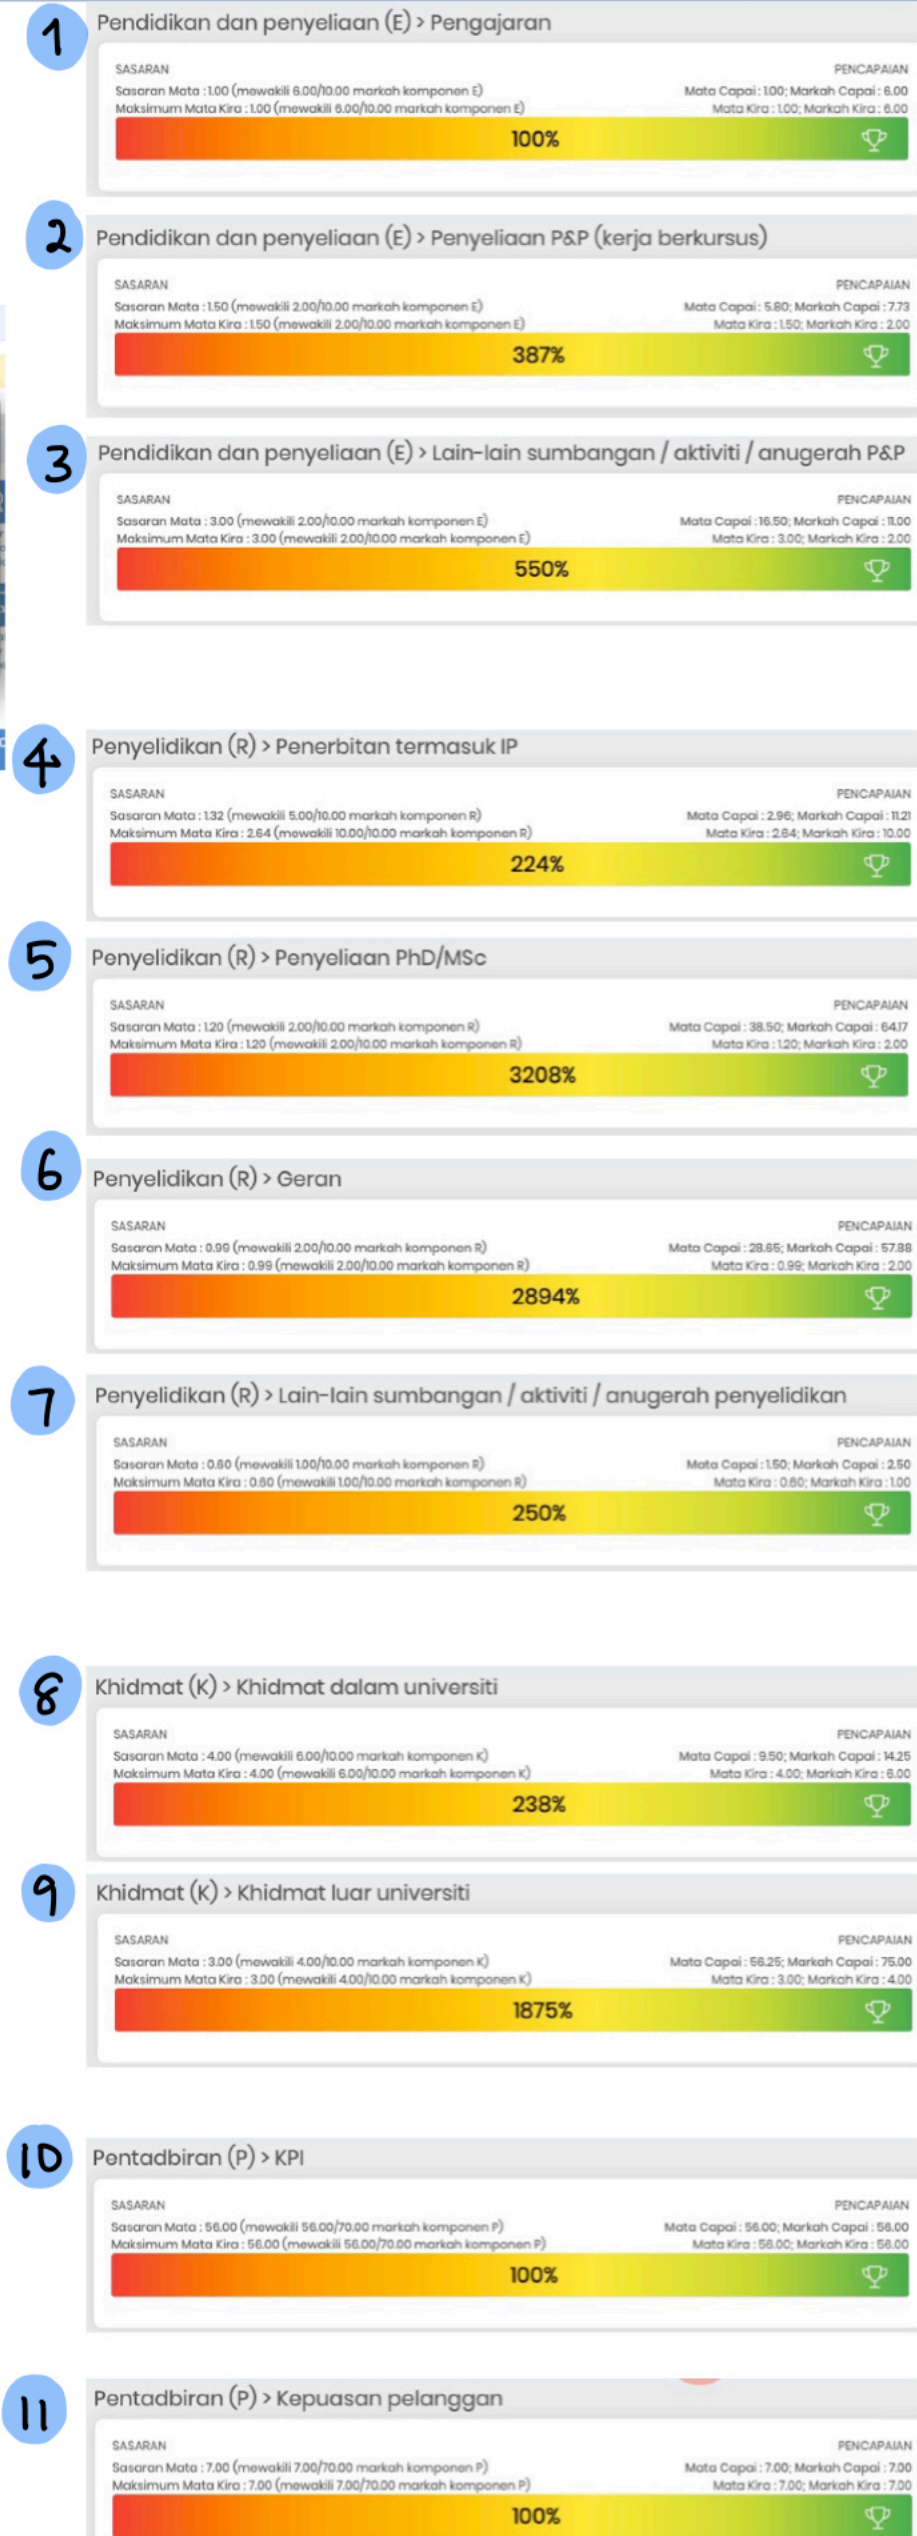 1
Pendidikan dan penyeliaan (E) > Pengajaran
SASARAN
PENCAPAIAN
Sasaran Mata : 1.00 (mewakili 6.00/10.00 markah komponen E)
Mata Capai : 1.00; Markah Capai : 6.00
Maksimum Mata Kira : 1.00 (mewakili 6.00/10.00 markah komponen E)
Mata Kira : 1.00; Markah Kira : 6.00
100%
2
Pendidikan dan penyeliaan (E) > Penyeliaan P&P (kerja berkursus)
SASARAN
PENCAPAIAN
Sasaran Mata : 1.50 (mewakili 2.00/10.00 markah komponen E)
Mata Capai : 5.80; Markah Capai : 7.73
Maksimum Mata Kira : 1.50 (mewakili 2.00/10.00 markah komponen E)
Mata Kira : 1.50; Markah Kira : 2.00
387%
3
Pendidikan dan penyeliaan (E) > Lain-lain sumbangan / aktiviti / anugerah P&P
SASARAN
PENCAPAIAN
Sasaran Mata : 3.00 (mewakili 2.00/10.00 markah komponen E)
Mata Capai : 16.50; Markah Capai : 11.00
Maksimum Mata Kira : 3.00 (mewakili 2.00/10.00 markah komponen E)
Mata Kira : 3.00; Markah Kira : 2.00
550%
4
Penyelidikan (R) > Penerbitan termasuk IP
SASARAN
PENCAPAIAN
Sasaran Mata : 1.32 (mewakili 5.00/10.00 markah komponen R)
Mata Capai : 2.96; Markah Capai : 11.21
Maksimum Mata Kira : 2.64 (mewakili 10.00/10.00 markah komponen R)
Mata Kira : 2.64; Markah Kira : 10.00
224%
5
Penyelidikan (R) > Penyeliaan PhD/MSc
SASARAN
PENCAPAIAN
Sasaran Mata : 1.20 (mewakili 2.00/10.00 markah komponen R)
Mata Capai : 38.50; Markah Capai : 64.17
Maksimum Mata Kira : 1.20 (mewakili 2.00/10.00 markah komponen R)
Mata Kira : 1.20; Markah Kira : 2.00
3208%
6
Penyelidikan (R) > Geran
SASARAN
PENCAPAIAN
Sasaran Mata : 0.99 (mewakili 2.00/10.00 markah komponen R)
Mata Capai : 28.65; Markah Capai : 57.88
Maksimum Mata Kira : 0.99 (mewakili 2.00/10.00 markah komponen R)
Mata Kira : 0.99; Markah Kira : 2.00
2894%
7
Penyelidikan (R) > Lain-lain sumbangan / aktiviti / anugerah penyelidikan
SASARAN
PENCAPAIAN
Sasaran Mata : 0.60 (mewakili 1.00/10.00 markah komponen R)
Mata Capai : 1.50; Markah Capai : 2.50
Maksimum Mata Kira : 0.60 (mewakili 1.00/10.00 markah komponen R)
Mata Kira : 0.60; Markah Kira : 1.00
250%
8
Khidmat (K) > Khidmat dalam universiti
SASARAN
PENCAPAIAN
Sasaran Mata : 4.00 (mewakili 6.00/10.00 markah komponen K)
Mata Capai : 9.50; Markah Capai : 14.25
Maksimum Mata Kira : 4.00 (mewakili 6.00/10.00 markah komponen K)
Mata Kira : 4.00; Markah Kira : 6.00
238%
9
Khidmat (K) > Khidmat luar universiti
SASARAN
PENCAPAIAN
Sasaran Mata : 3.00 (mewakili 4.00/10.00 markah komponen K)
Mata Capai : 56.25; Markah Capai : 75.00
Maksimum Mata Kira : 3.00 (mewakili 4.00/10.00 markah komponen K)
Mata Kira : 3.00; Markah Kira : 4.00
1875%
10
Pentadbiran (P) > KPI
SASARAN
PENCAPAIAN
Sasaran Mata : 56.00 (mewakili 56.00/70.00 markah komponen P)
Mata Capai : 56.00; Markah Capai : 56.00
Maksimum Mata Kira : 56.00 (mewakili 56.00/70.00 markah komponen P)
Mata Kira : 56.00; Markah Kira : 56.00
100%
11
Pentadbiran (P) > Kepuasan pelanggan
SASARAN
PENCAPAIAN
Sasaran Mata : 7.00 (mewakili 7.00/70.00 markah komponen P)
Mata Capai : 7.00; Markah Capai : 7.00
Maksimum Mata Kira : 7.00 (mewakili 7.00/70.00 markah komponen P)
Mata Kira : 7.00; Markah Kira : 7.00
100%